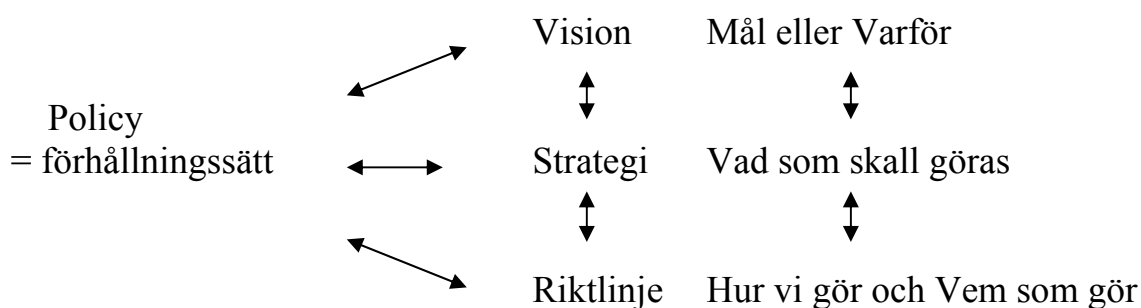 Vision Mål eller Varför
Policy
= förhållningssätt Strategi Vad som skall göras
Riktlinje Hur vi gör och Vem som gör